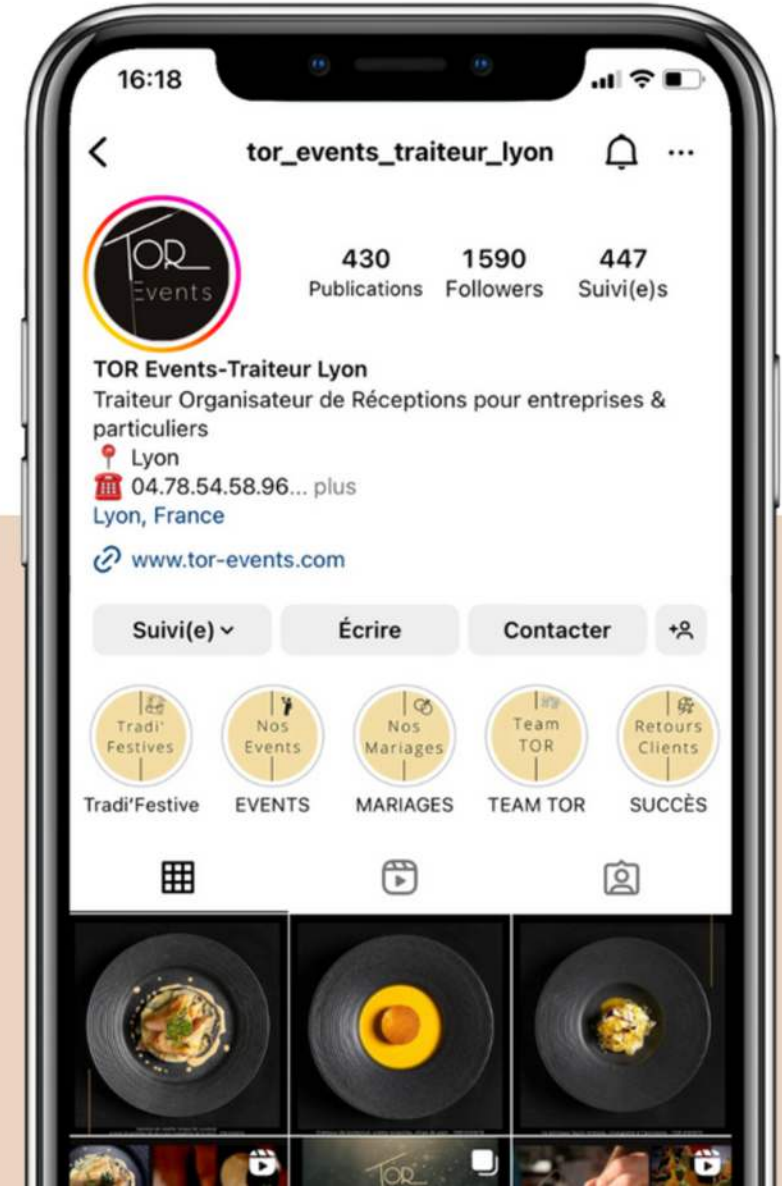 16:18
tor_events_traiteur_lyon
TOR
Events
430
1590
447
Publications
Followers
Suivi(e)s
TOR Events-Traiteur Lyon
Traiteur Organisateur de Réceptions pour entreprises &
particuliers
Lyon
04.78.54.58.96... plus
Lyon, France
www.tor-events.com
Suivi(e)
Écrire
Contacter
Tradi'
Festives
Nos
Events
Nos
Mariages
Team
TOR
Retours
Clients
Tradi'Festive
EVENTS
MARIAGES
TEAM TOR
SUCCÈS
TOR